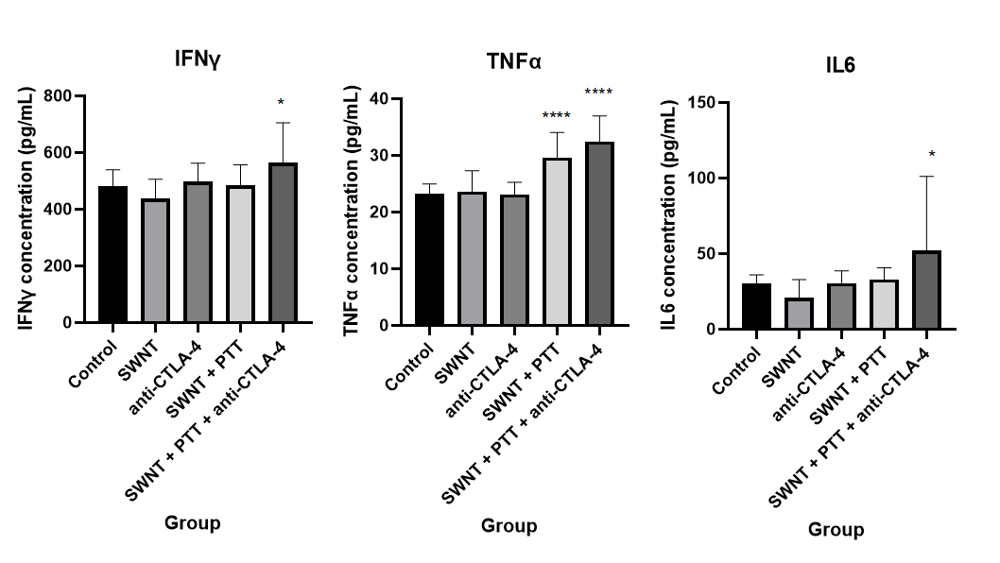 IFNγ
IFNγ concentration (pg/mL)
800
600
400
200
0
*
Control
SWNT
anti-CTLA-4
SWNT + PTT
SWNT + PTT + anti-CTLA-4
Group
TNFα
TNFα concentration (pg/mL)
40
30
20
10
0
****
****
Control
SWNT
anti-CTLA-4
SWNT + PTT
SWNT + PTT + anti-CTLA-4
Group
IL6
IL6 concentration (pg/mL)
150
100
50
0
*
Control
SWNT
anti-CTLA-4
SWNT + PTT
SWNT + PTT + anti-CTLA-4
Group